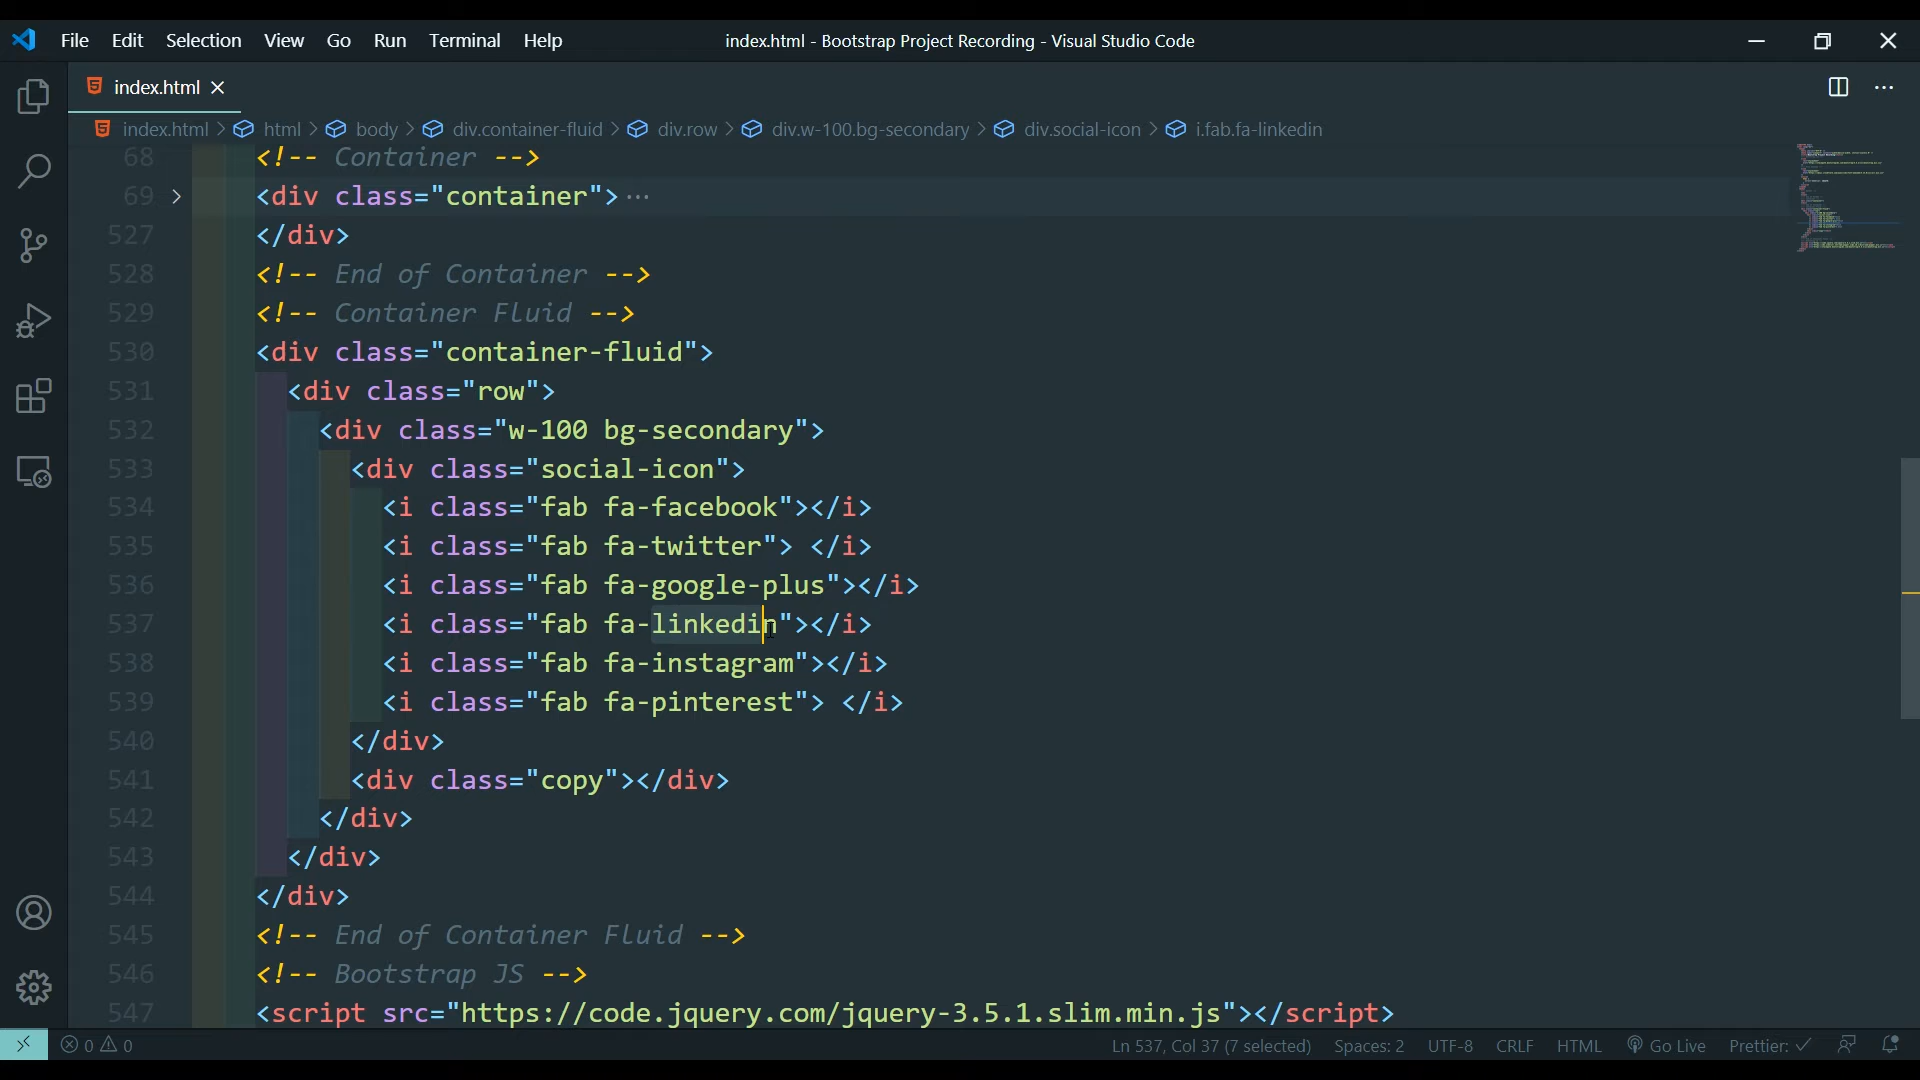 File Edit Selection View Go Run Terminal Help index.html - Bootstrap Project Recording - Visual Studio Code
index.html
index.html > html > body > div.container-fluid > div.row > div.w-100.bg-secondary > div.social-icon > i.fab.fa-linkedin
68 <!-- Container -->
69 > <div class="container">···
527 </div>
528 <!-- End of Container -->
529 <!-- Container Fluid -->
530 <div class="container-fluid">
531 <div class="row">
532 <div class="w-100 bg-secondary">
533 <div class="social-icon">
534 <i class="fab fa-facebook"></i>
535 <i class="fab fa-twitter"> </i>
536 <i class="fab fa-google-plus"></i>
537 <i class="fab fa-linkedin"></i>
538 <i class="fab fa-instagram"></i>
539 <i class="fab fa-pinterest"> </i>
540 </div>
541 <div class="copy"></div>
542 </div>
543 </div>
544 </div>
545 <!-- End of Container Fluid -->
546 <!-- Bootstrap JS -->
547 <script src="https://code.jquery.com/jquery-3.5.1.slim.min.js"></script>
0 0 Ln 537, Col 37 (7 selected) Spaces: 2 UTF-8 CRLF HTML Go Live Prettier: ✓